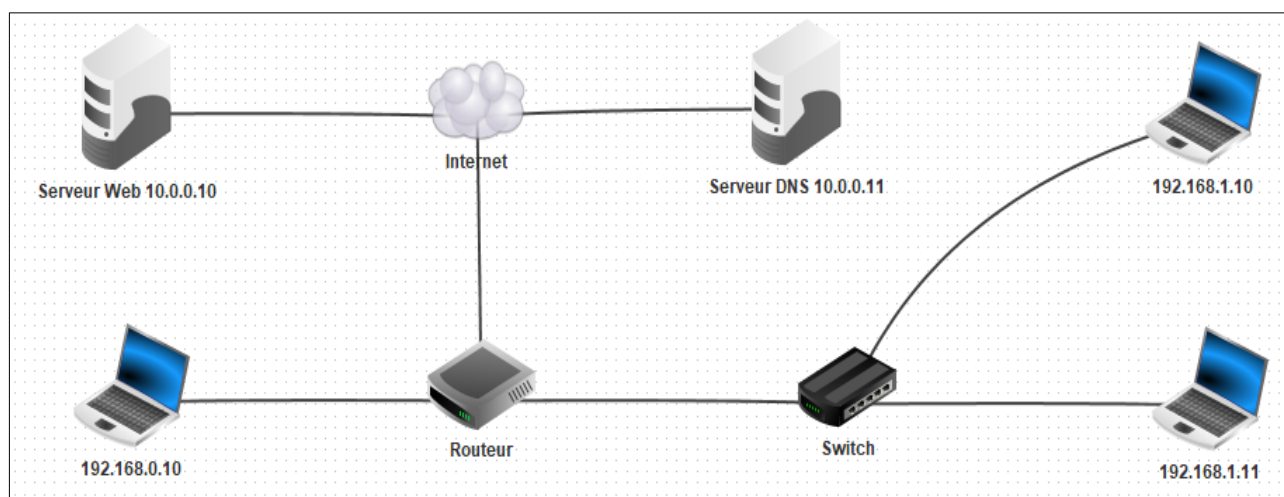 Internet
Serveur Web 10.0.0.10
Serveur DNS 10.0.0.11
192.168.1.10
192.168.0.10
Routeur
Switch
192.168.1.11